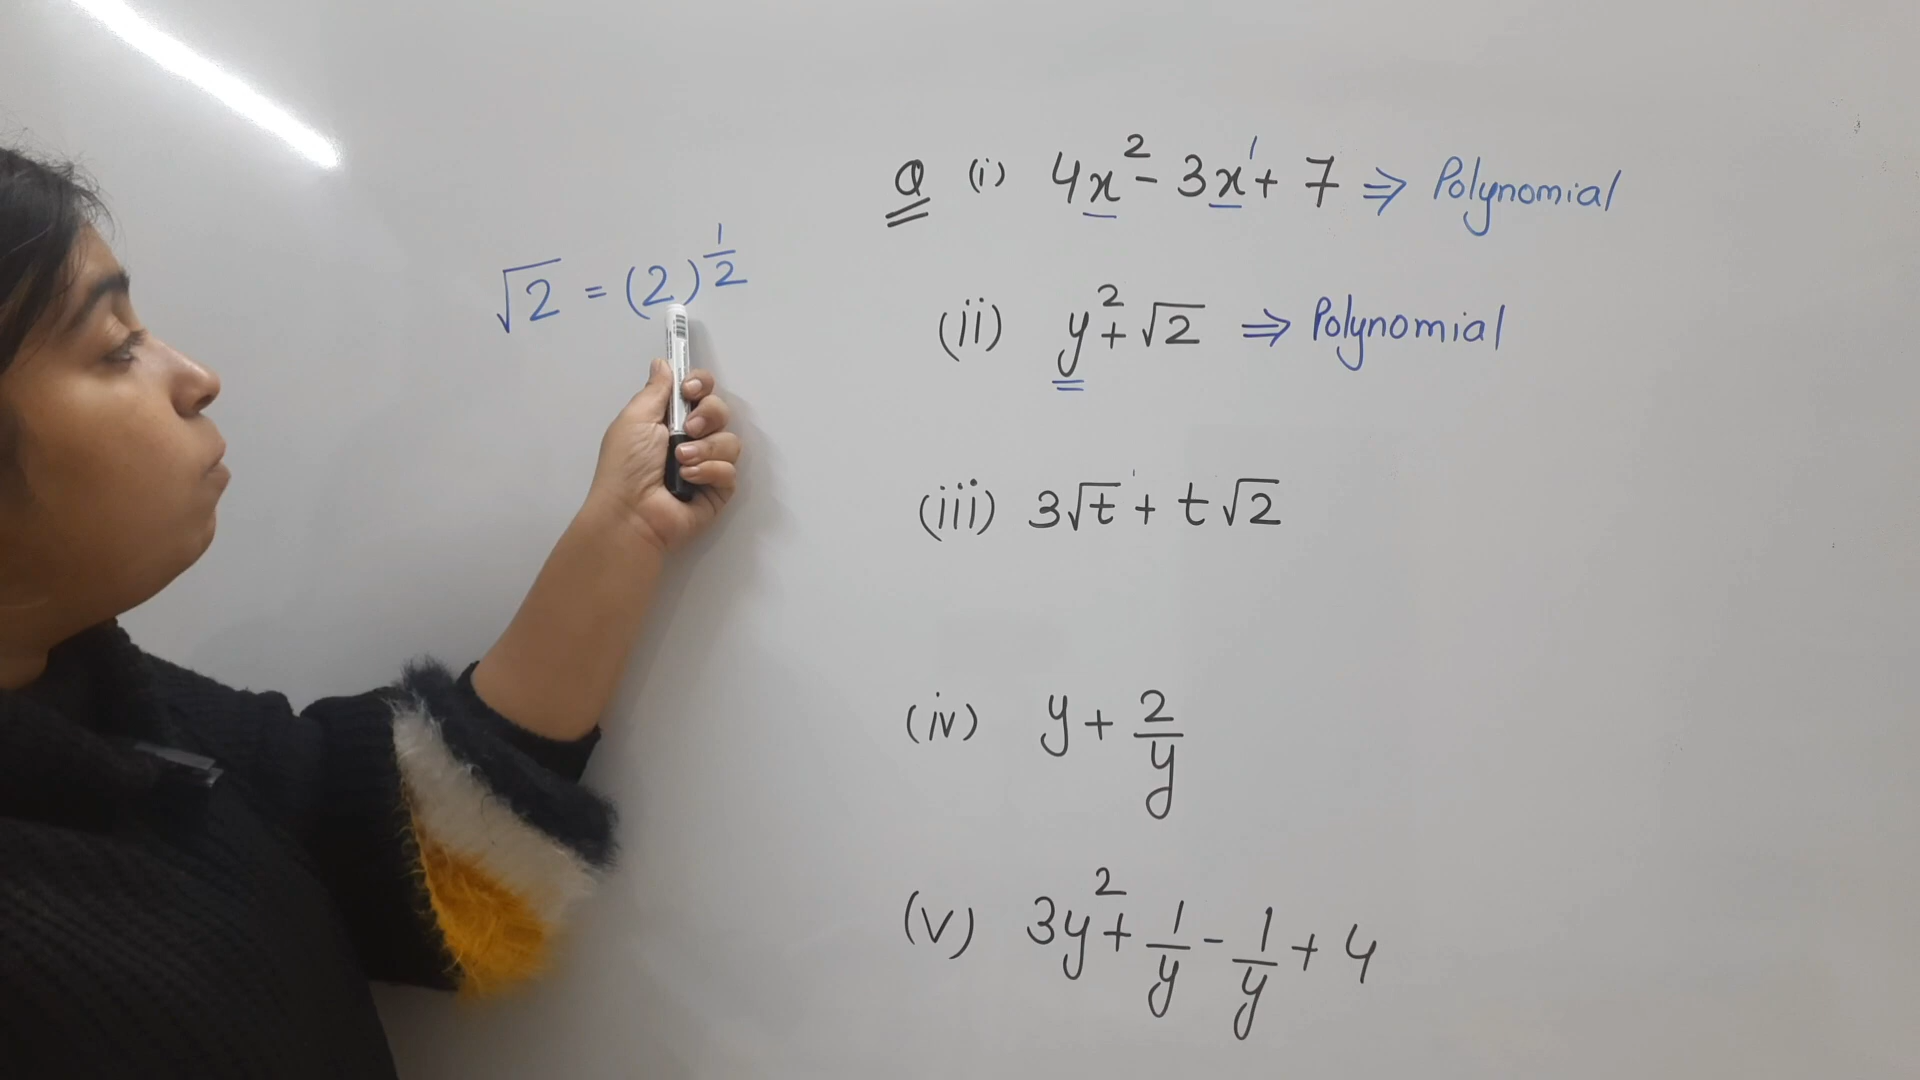 Q (i) 4x² - 3x¹ + 7 ⇒ Polynomial
√2 = (2)^(1/2)
(ii) y² + √2 ⇒ Polynomial
(iii) 3√t + t√2
(iv) y + 2/y
(v) 3y² + 1/y - 1/y + 4